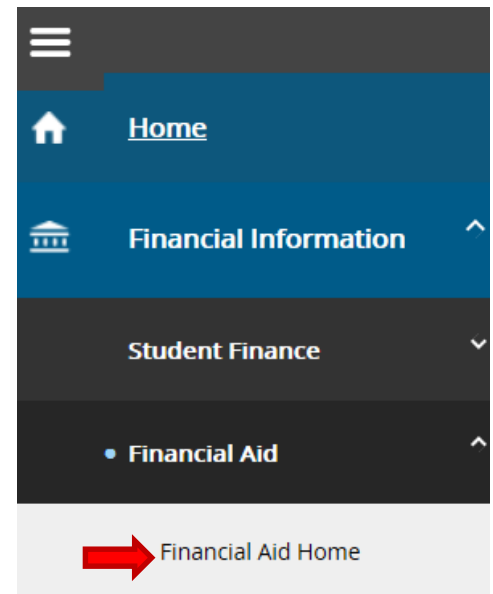 Home
Financial Information
Student Finance
Financial Aid
Financial Aid Home